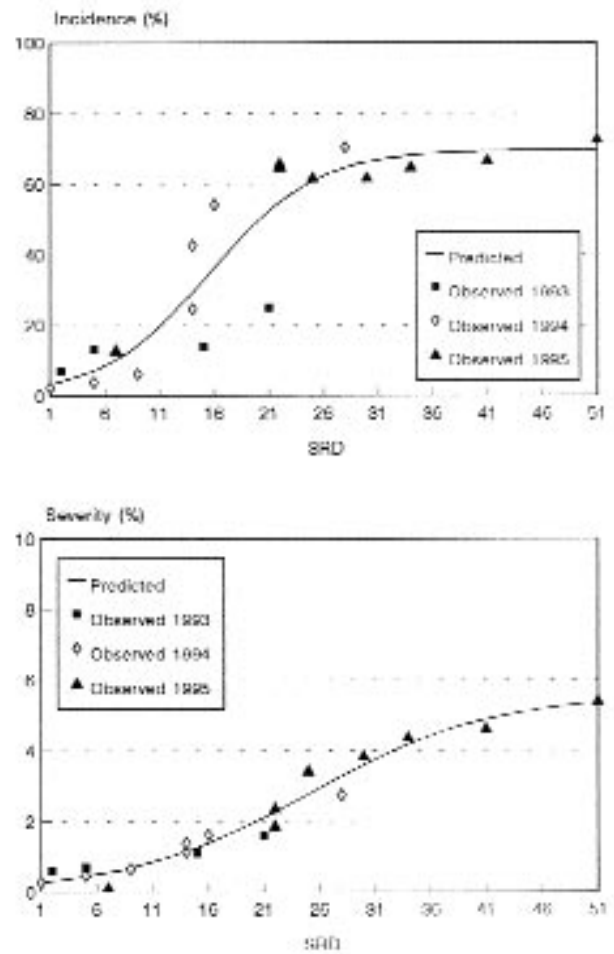 Incidence (%)
100
80
60
40
20
0
Predicted
Observed 1993
Observed 1994
Observed 1995
1 6 11 16 21 26 31 36 41 46 51
SRD
Severity (%)
10
8
6
4
2
0
Predicted
Observed 1993
Observed 1994
Observed 1995
1 6 11 16 21 26 31 36 41 46 51
SRD